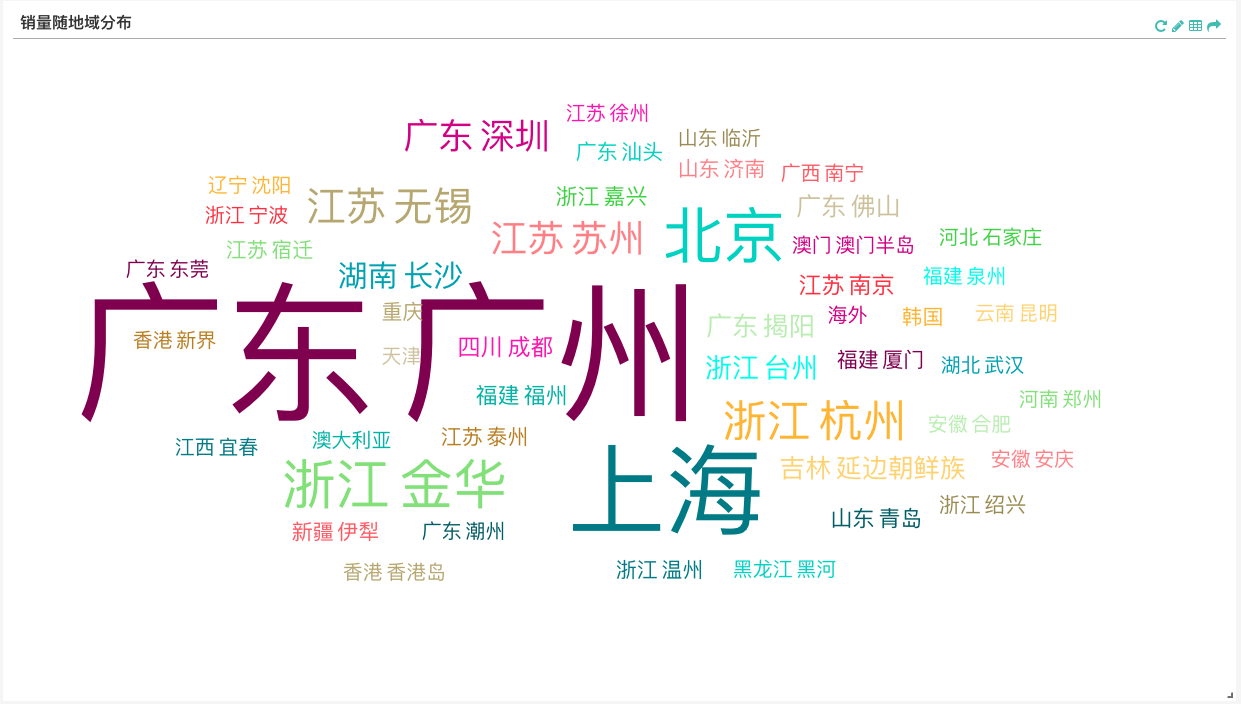 销量随地域分布
江苏 徐州
广东 深圳
山东 临沂
广东 汕头
山东 济南
广西 南宁
辽宁 沈阳
浙江 嘉兴
江苏 无锡
广东 佛山
浙江 宁波
北京
江苏 苏州
河北 石家庄
澳门 澳门半岛
江苏 宿迁
广东 东莞
湖南 长沙
福建 泉州
江苏 南京
重庆
海外
韩国
云南 昆明
广东 揭阳
香港 新界
广东 广州
四川 成都
天津
福建 厦门
湖北 武汉
浙江 台州
福建 福州
河南 郑州
浙江 杭州
安徽 合肥
江苏 泰州
澳大利亚
江西 宜春
安徽 安庆
吉林 延边朝鲜族
浙江 金华
上海
浙江 绍兴
山东 青岛
新疆 伊犁
广东 潮州
浙江 温州
黑龙江 黑河
香港 香港岛